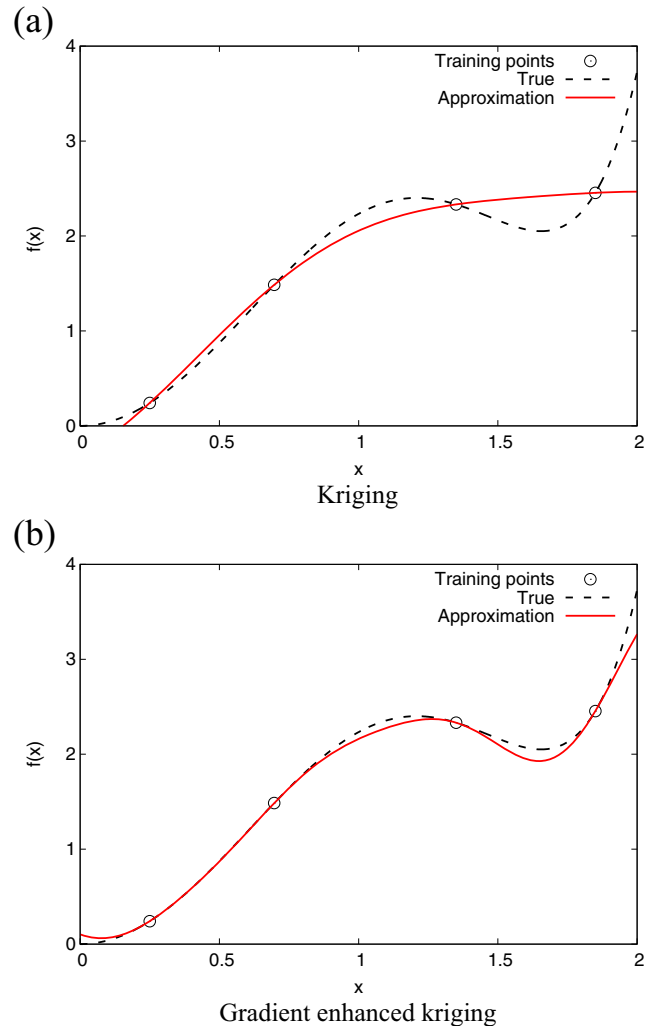 (a)
4
3
2
1
0
f(x)
Training points
True
Approximation
0 0.5 1 1.5 2
x
Kriging
(b)
4
3
2
1
0
f(x)
Training points
True
Approximation
0 0.5 1 1.5 2
x
Gradient enhanced kriging